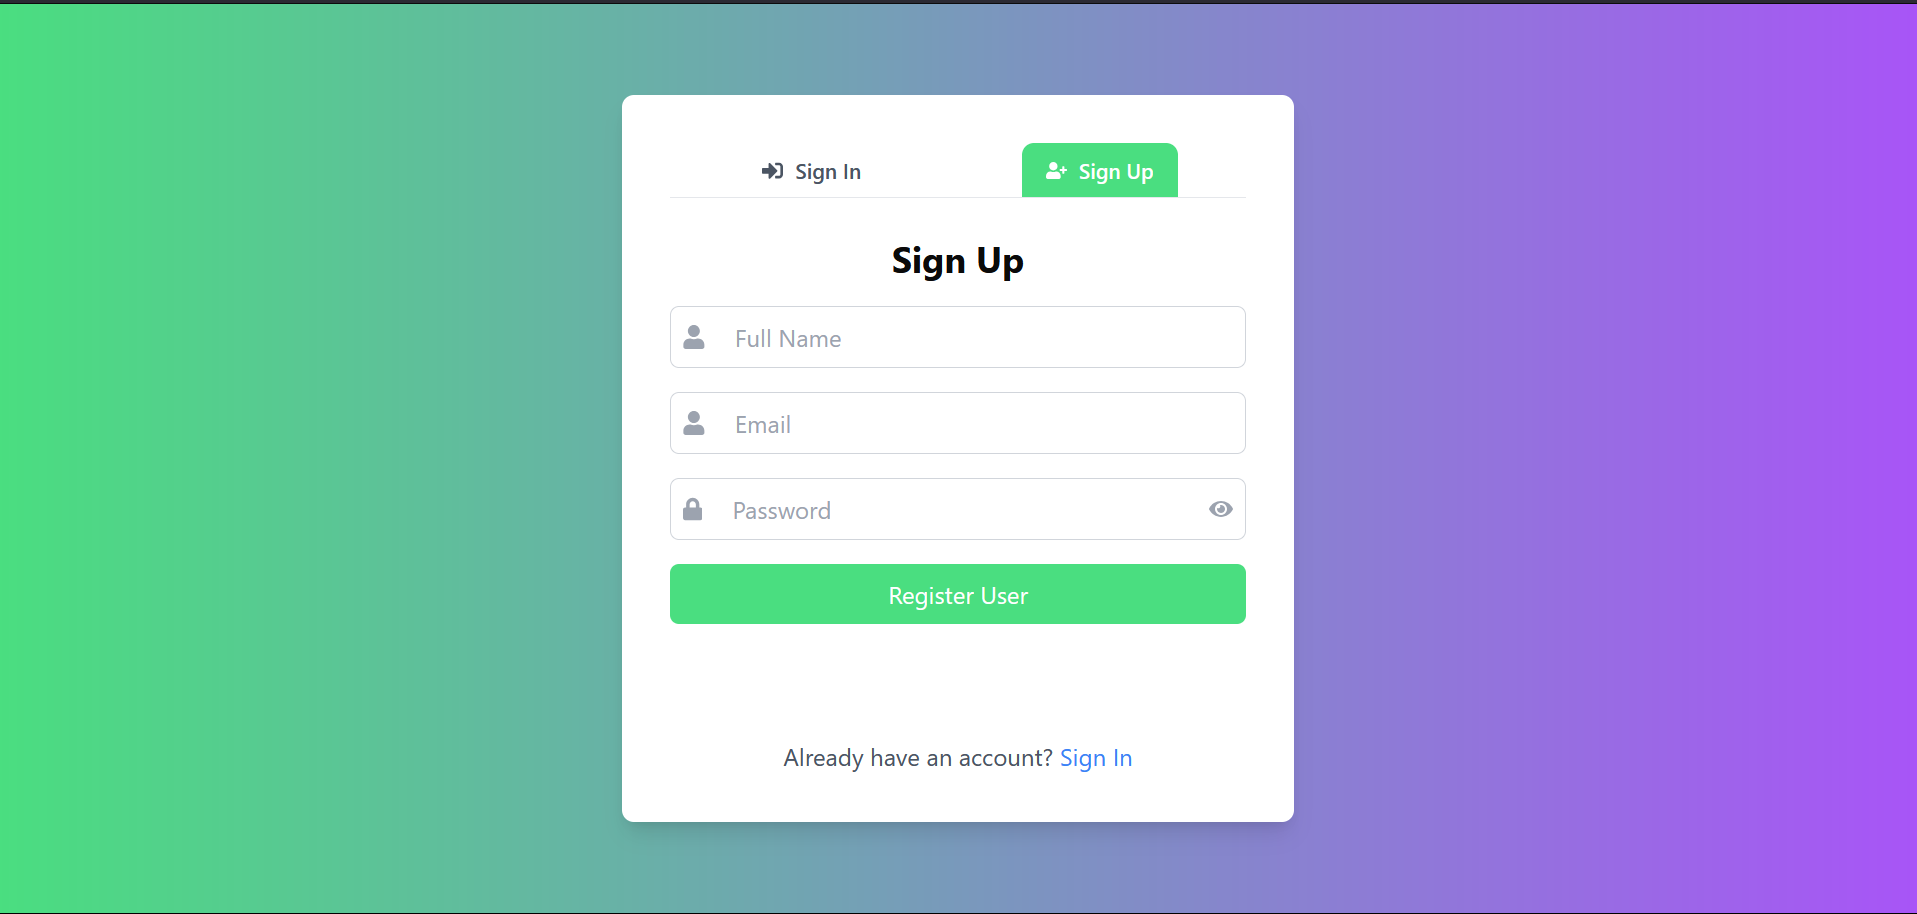 Sign In
Sign Up
Sign Up
Full Name
Email
Password
Register User
Already have an account? Sign In